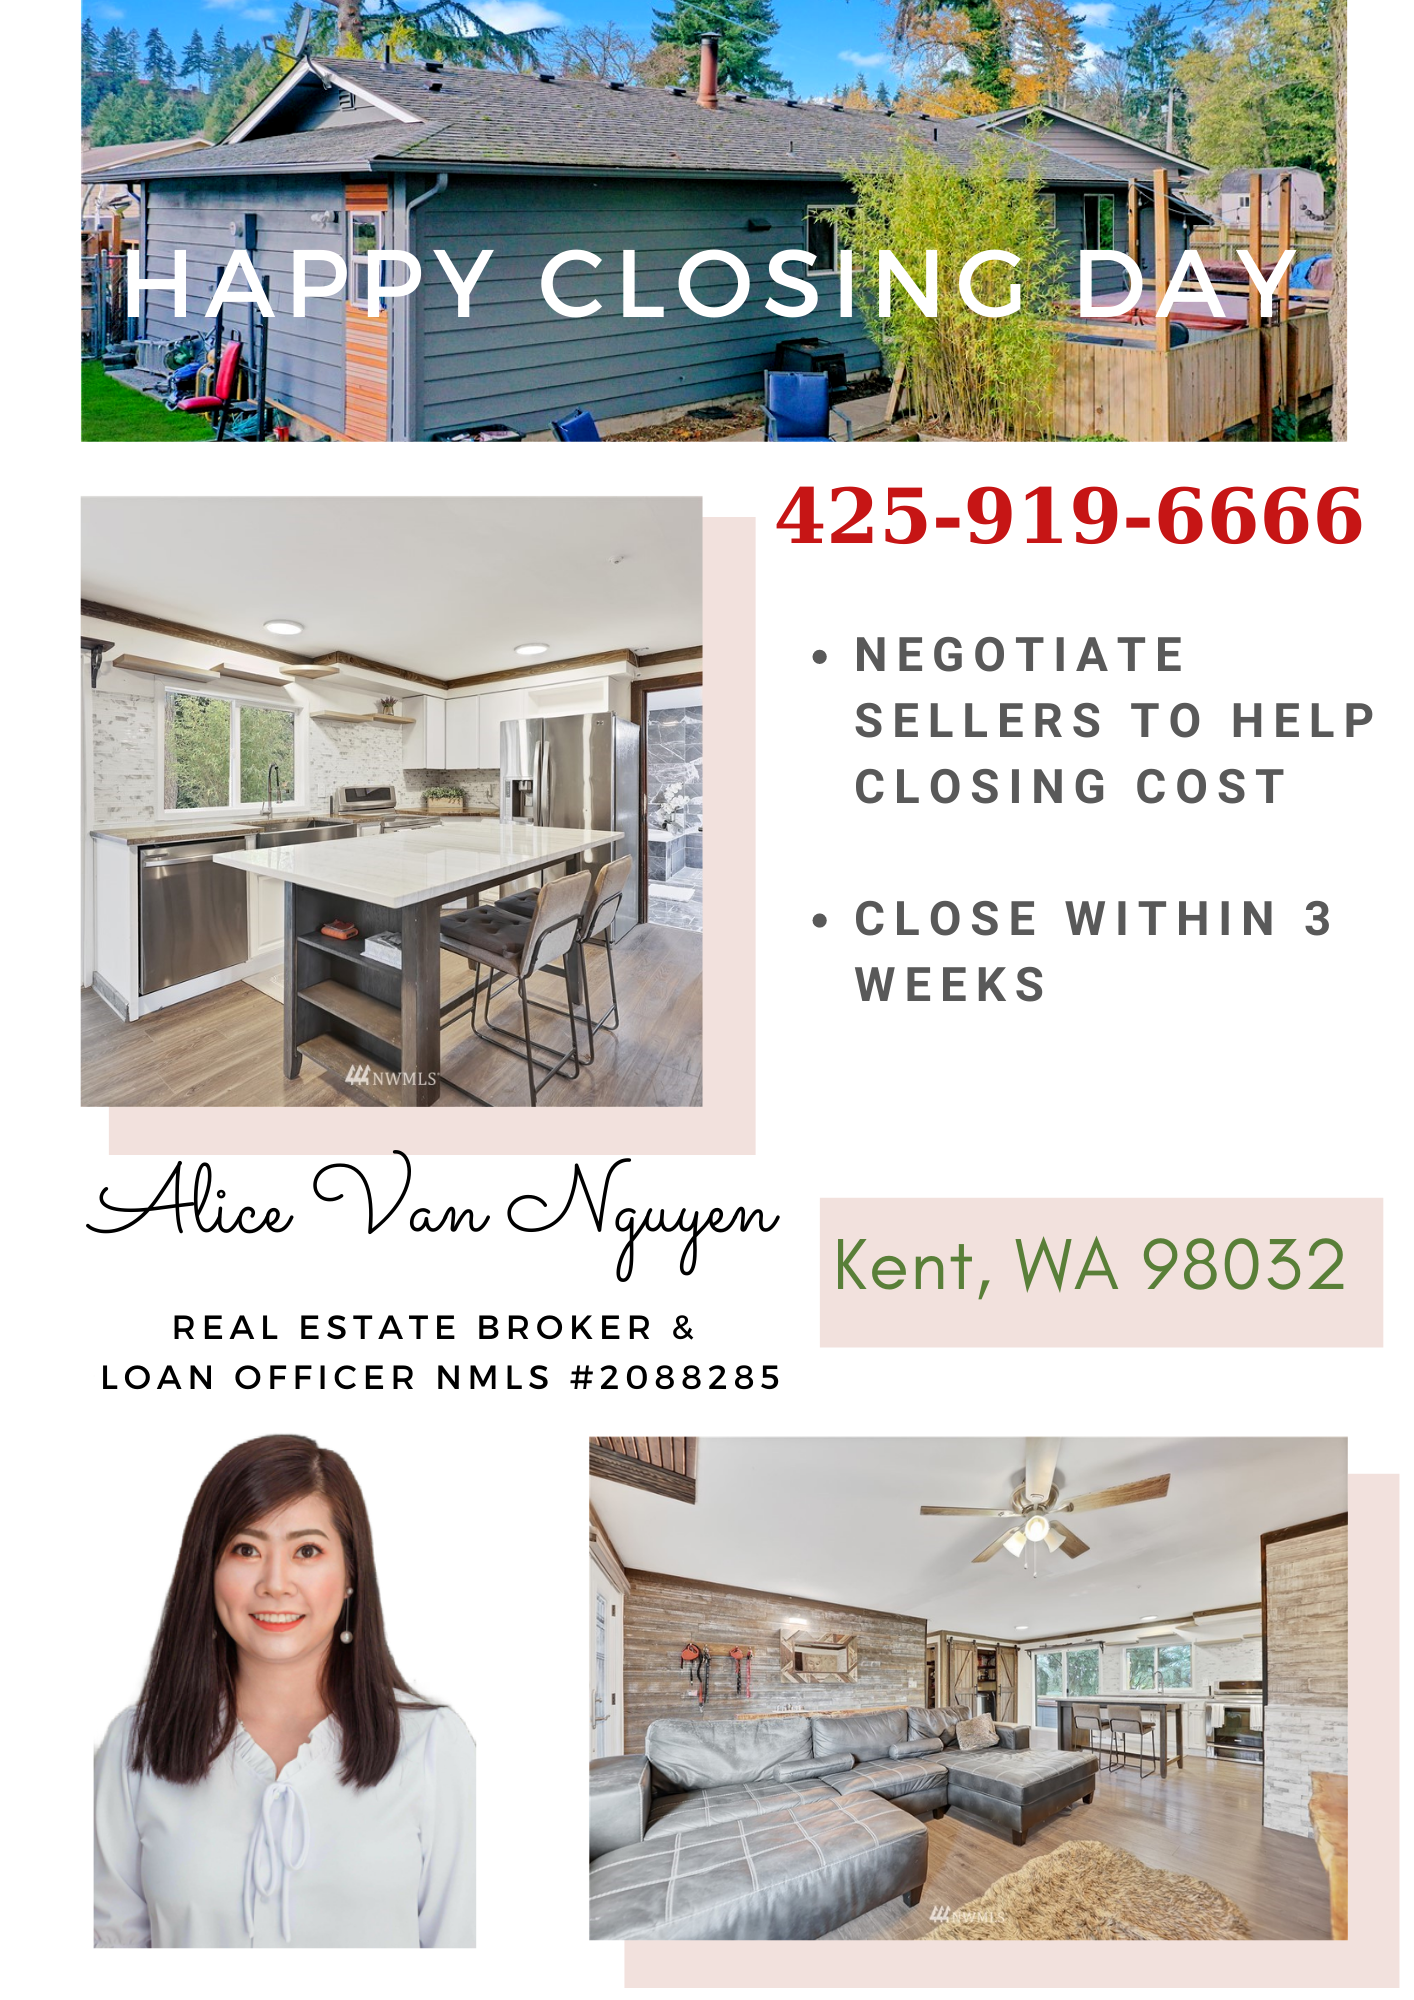 HAPPY CLOSING DAY
425-919-6666
• NEGOTIATE
SELLERS TO HELP
CLOSING COST
• CLOSE WITHIN 3
WEEKS
NWMLS
Alice Van Nguyen
REAL ESTATE BROKER &
LOAN OFFICER NMLS #2088285
Kent, WA 98032
NWMLS